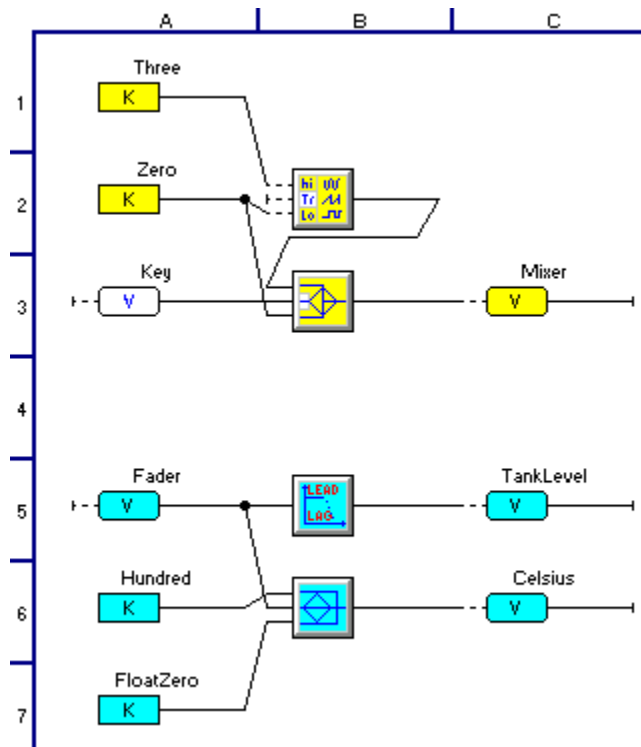 A B C
Three
1 K
Zero
2 K hi Tr Lo
Key Mixer
3 V V
4
Fader TankLevel
5 V LEAD LAG V
Hundred Celsius
6 K V
FloatZero
7 K